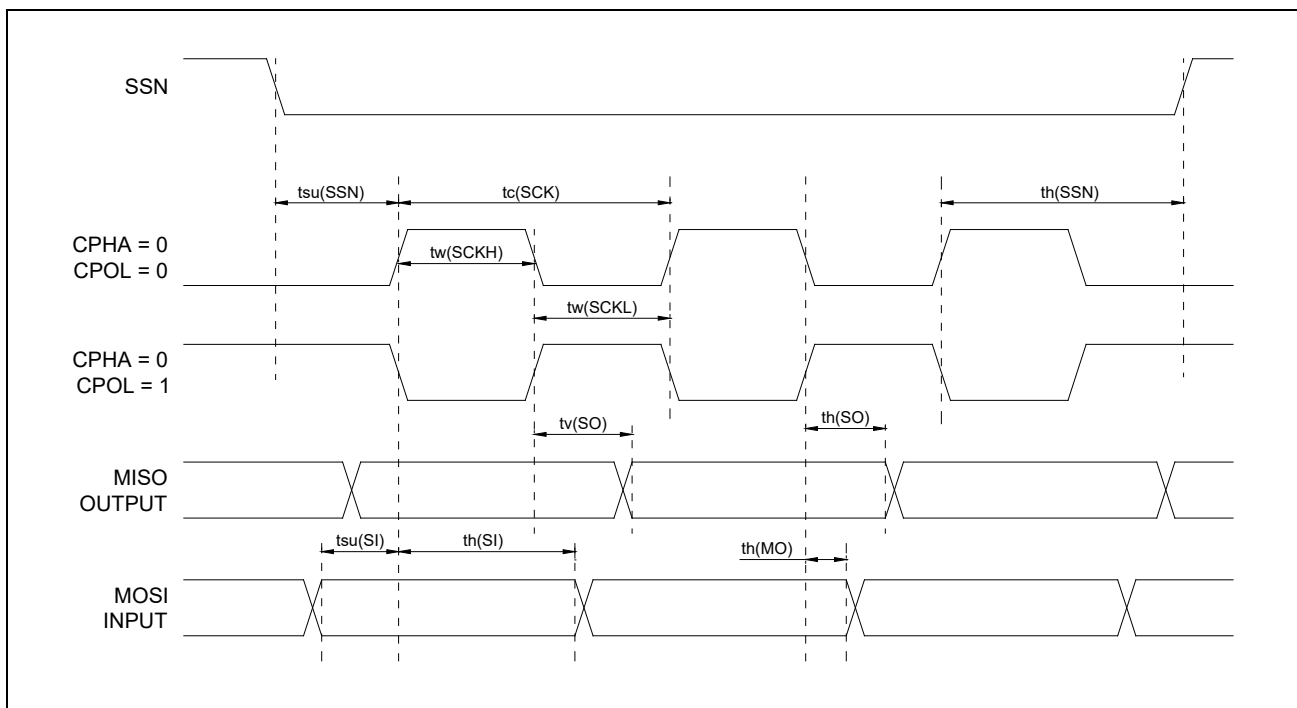 SSN
tsu(SSN)
tc(SCK)
th(SSN)
CPHA = 0
CPOL = 0
tw(SCKH)
tw(SCKL)
CPHA = 0
CPOL = 1
tv(SO)
th(SO)
MISO
OUTPUT
tsu(SI)
th(SI)
th(MO)
MOSI
INPUT